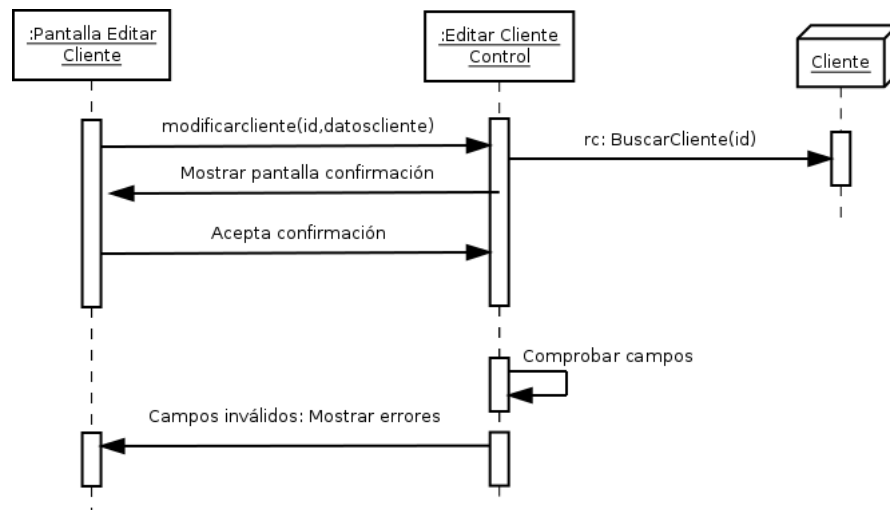 :Pantalla Editar
Cliente
:Editar Cliente
Control
Cliente
modificarcliente(id,datoscliente)
rc: BuscarCliente(id)
Mostrar pantalla confirmación
Acepta confirmación
Comprobar campos
Campos inválidos: Mostrar errores